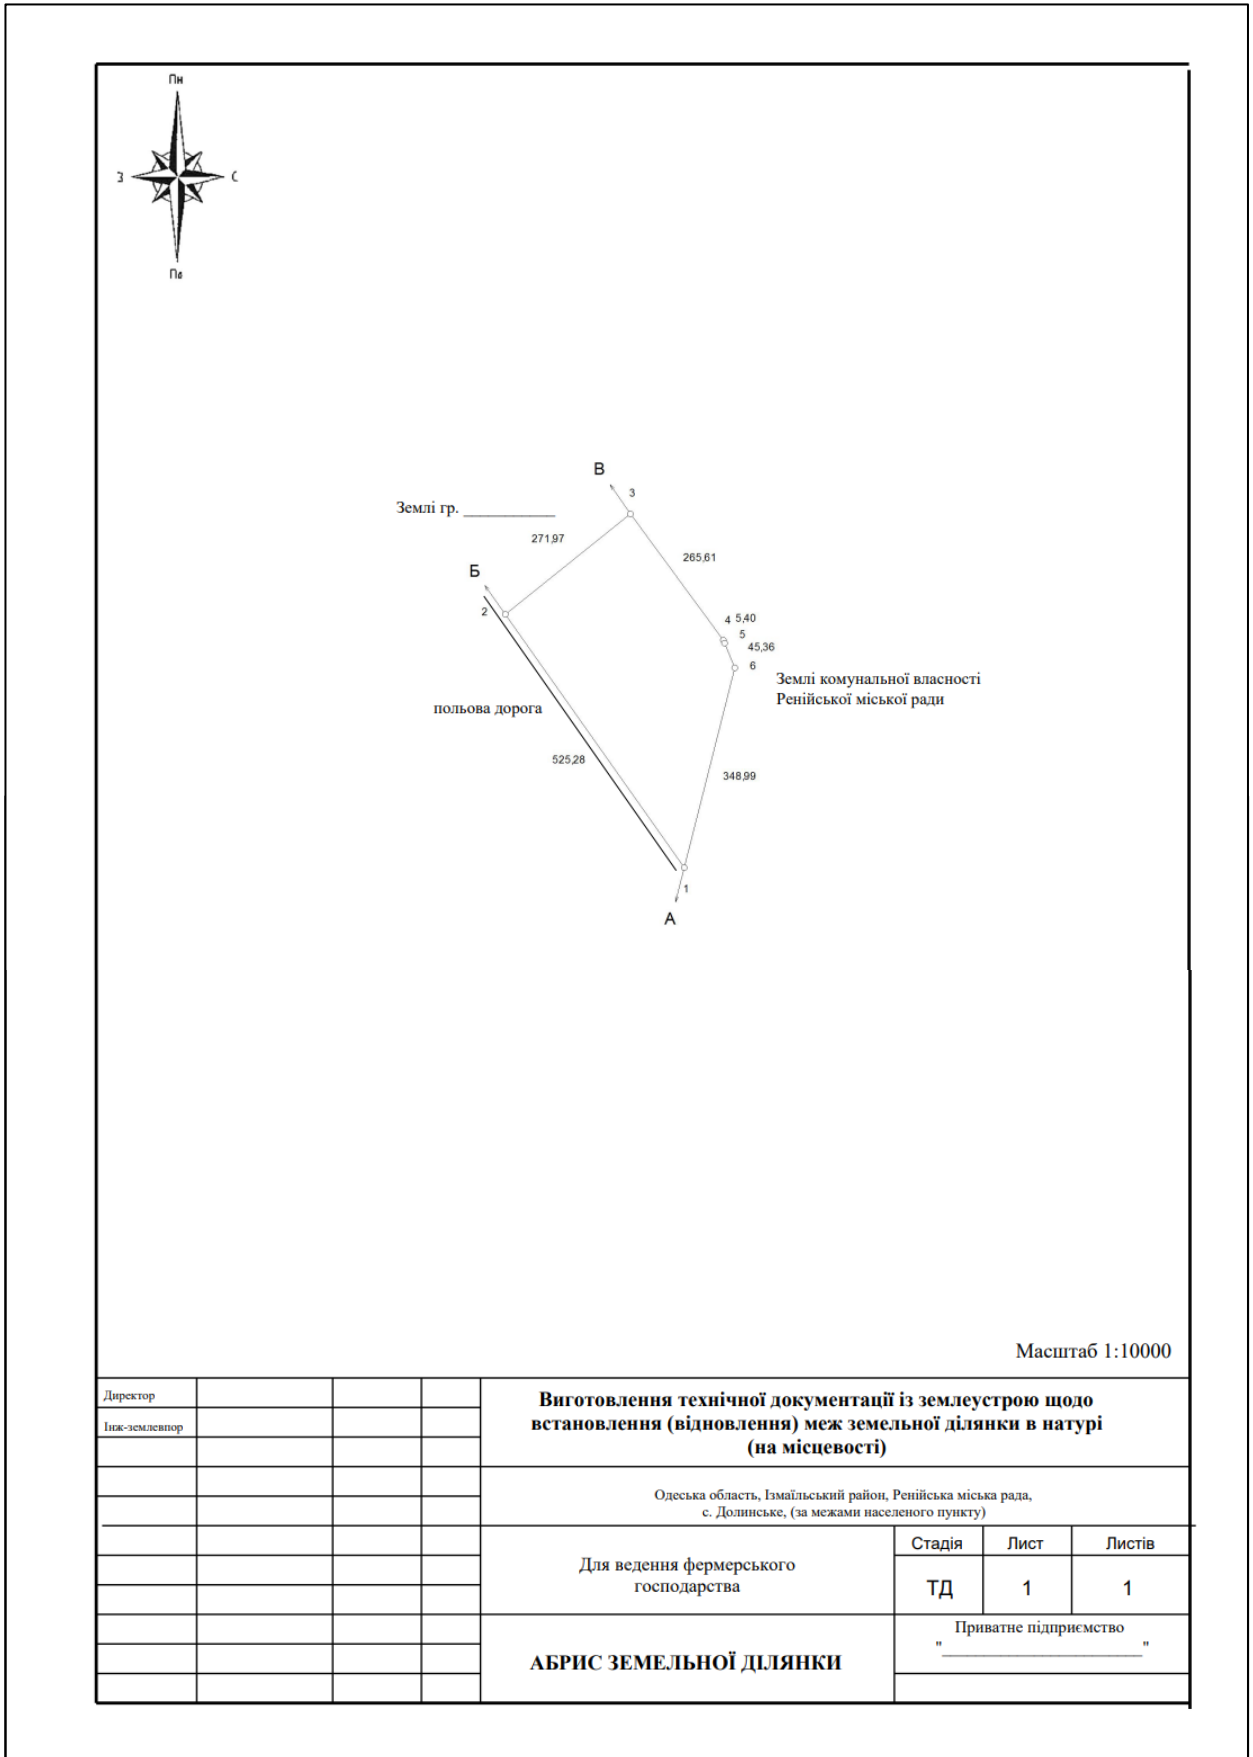 Пн
З
С
Пд
В
3
Землі гр. ___________
271,97
265,61
Б
2
4 5,40
5
45,36
6
Землі комунальної власності
Ренійської міської ради
польова дорога
525,28
348,99
1
А
Масштаб 1:10000
Директор
Інж-землевпор
Виготовлення технічної документації із землеустрою щодо
встановлення (відновлення) меж земельної ділянки в натурі
(на місцевості)
Одеська область, Ізмаїльський район, Ренійська міська рада,
с. Долинське, (за межами населеного пункту)
Для ведення фермерського
господарства
Стадія Лист Листів
ТД 1 1
Приватне підприємство
"________________________"
АБРИС ЗЕМЕЛЬНОЇ ДІЛЯНКИ